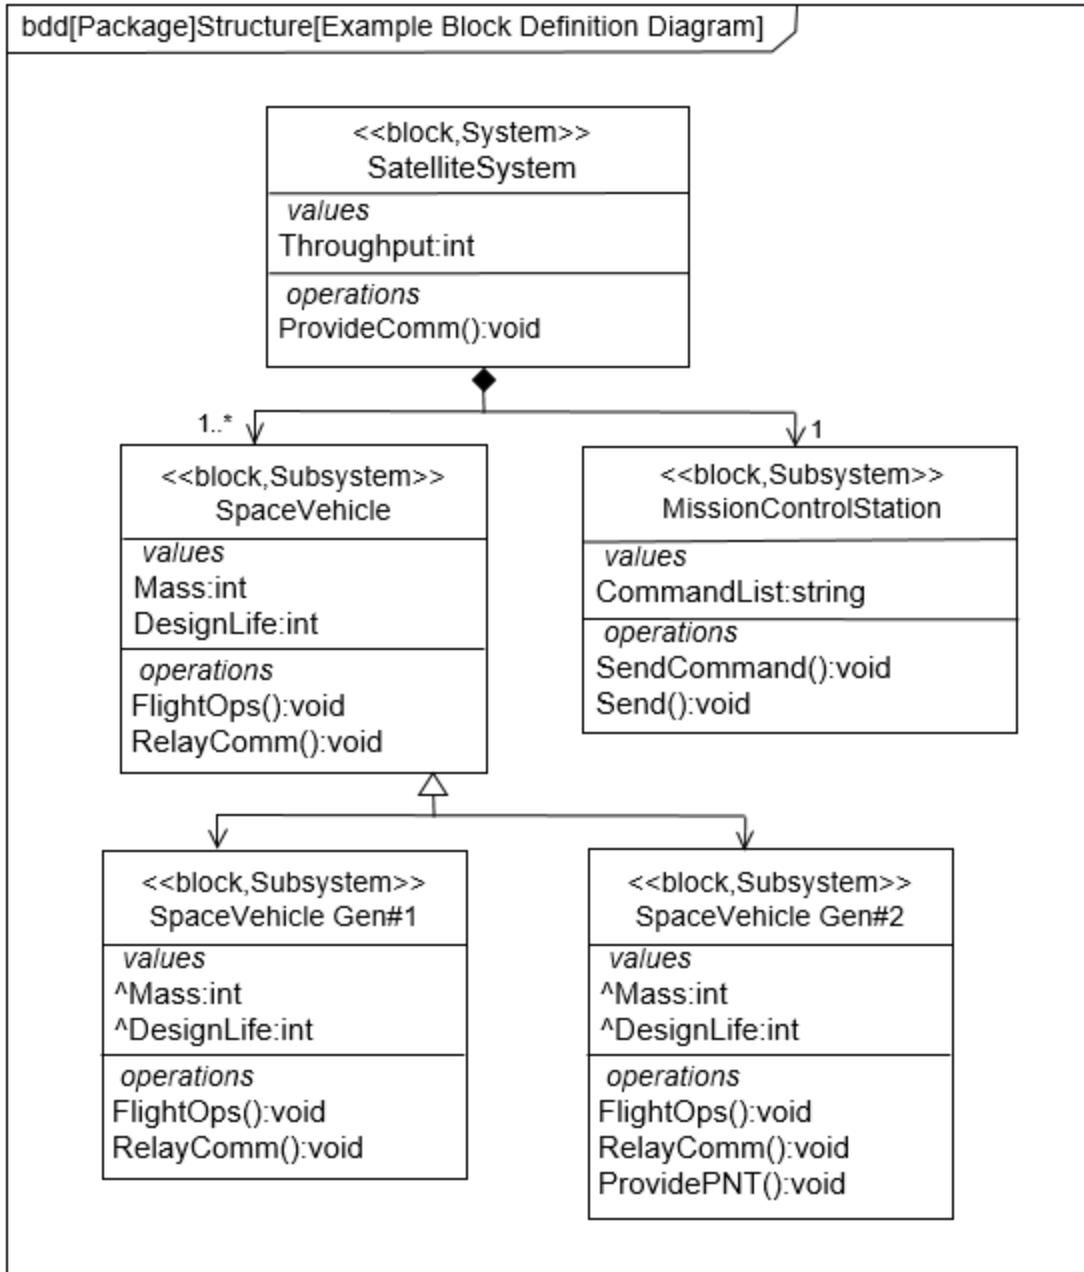 bdd[Package]Structure[Example Block Definition Diagram]
<<block,System>>
SatelliteSystem
values
Throughput:int
operations
ProvideComm():void
1..*
1
<<block,Subsystem>>
SpaceVehicle
values
Mass:int
DesignLife:int
operations
FlightOps():void
RelayComm():void
<<block,Subsystem>>
MissionControlStation
values
CommandList:string
operations
SendCommand():void
Send():void
<<block,Subsystem>>
SpaceVehicle Gen#1
values
^Mass:int
^DesignLife:int
operations
FlightOps():void
RelayComm():void
<<block,Subsystem>>
SpaceVehicle Gen#2
values
^Mass:int
^DesignLife:int
operations
FlightOps():void
RelayComm():void
ProvidePNT():void